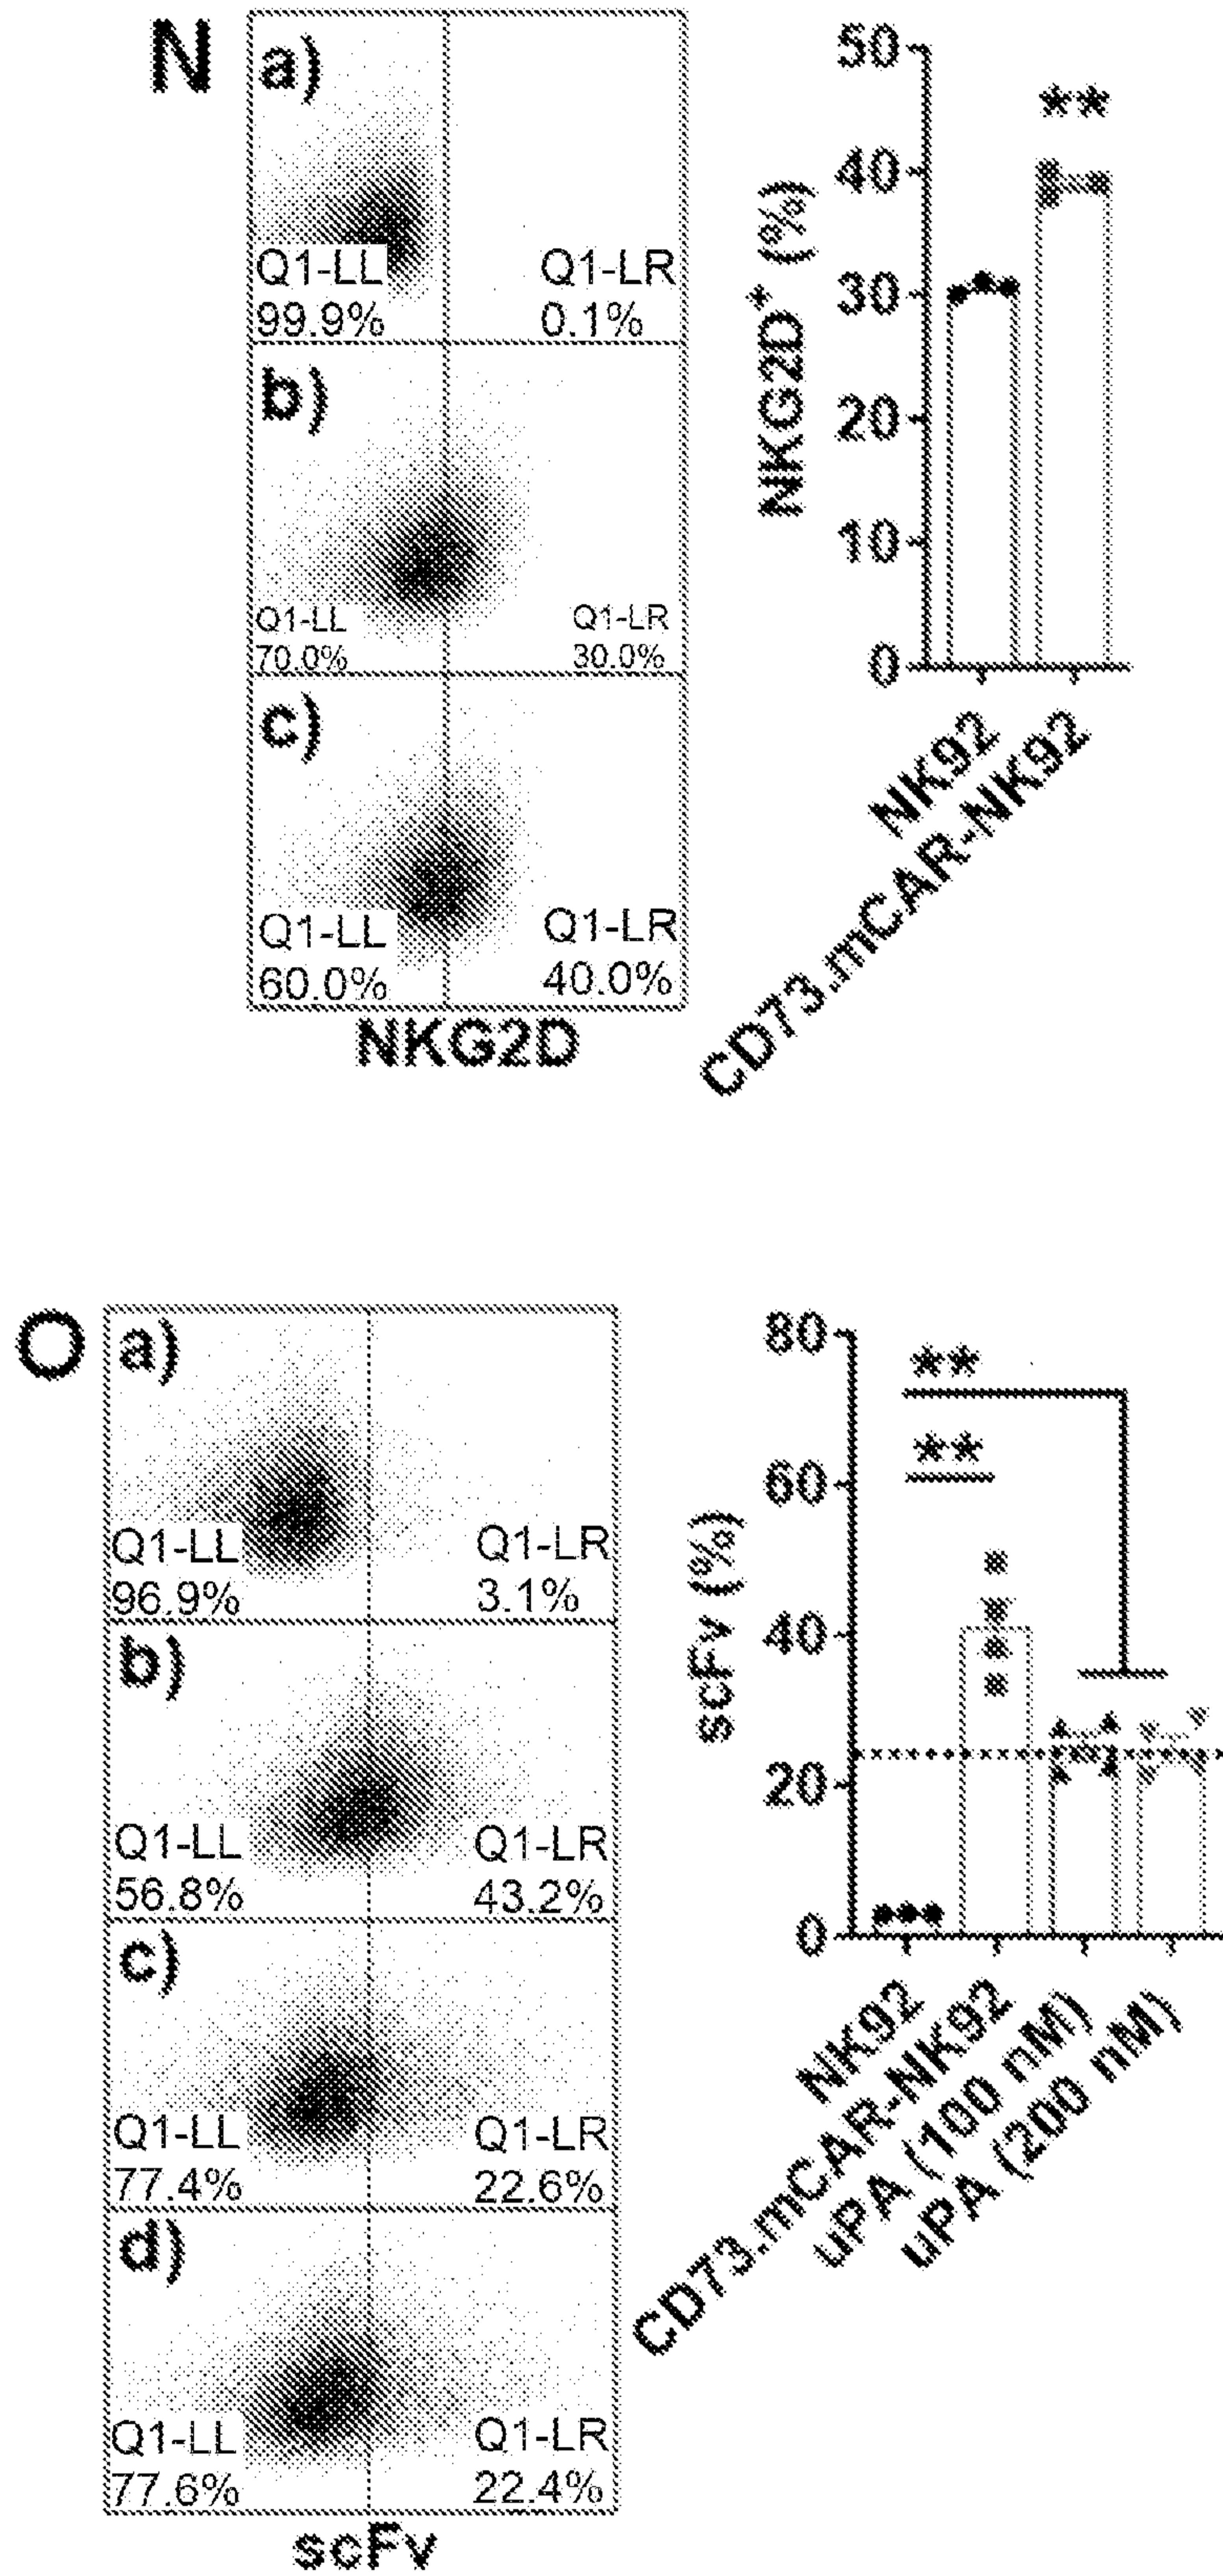 N
a)
Q1-LL
99.9%
Q1-LR
0.1%
b)
Q1-LL
70.0%
Q1-LR
30.0%
c)
Q1-LL
60.0%
Q1-LR
40.0%
NKG2D
NKG2D+ (%)
50
40
30
20
10
0
**
NK92
CD73.mCAR-NK92
O
a)
Q1-LL
96.9%
Q1-LR
3.1%
b)
Q1-LL
56.8%
Q1-LR
43.2%
c)
Q1-LL
77.4%
Q1-LR
22.6%
d)
Q1-LL
77.6%
Q1-LR
22.4%
scFv
scFv (%)
80
60
40
20
0
**
**
NK92
CD73.mCAR-NK92
uPA (100 nM)
uPA (200 nM)